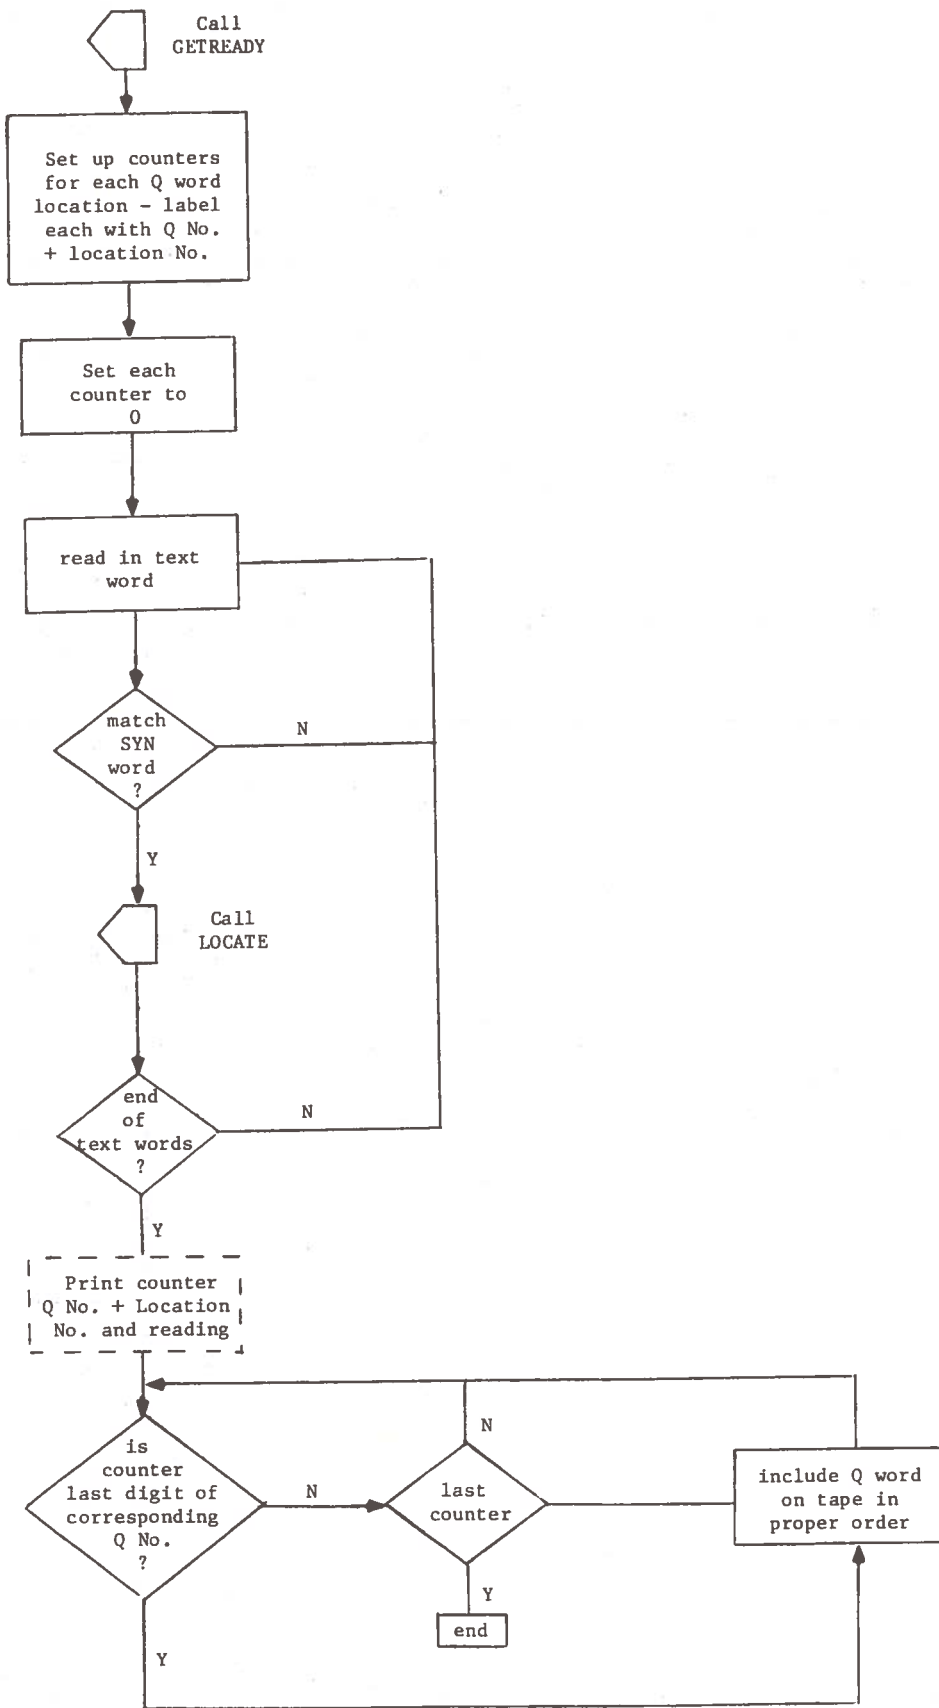 Call
GETREADY
Set up counters
for each Q word
location - label
each with Q No.
+ location No.
Set each
counter to
0
read in text
word
match
SYN
word
?
N
Y
Call
LOCATE
end
of
text words
?
N
Y
Print counter
Q No. + Location
No. and reading
is
counter
last digit of
corresponding
Q No.
?
N
Y
last
counter
N
Y
end
include Q word
on tape in
proper order